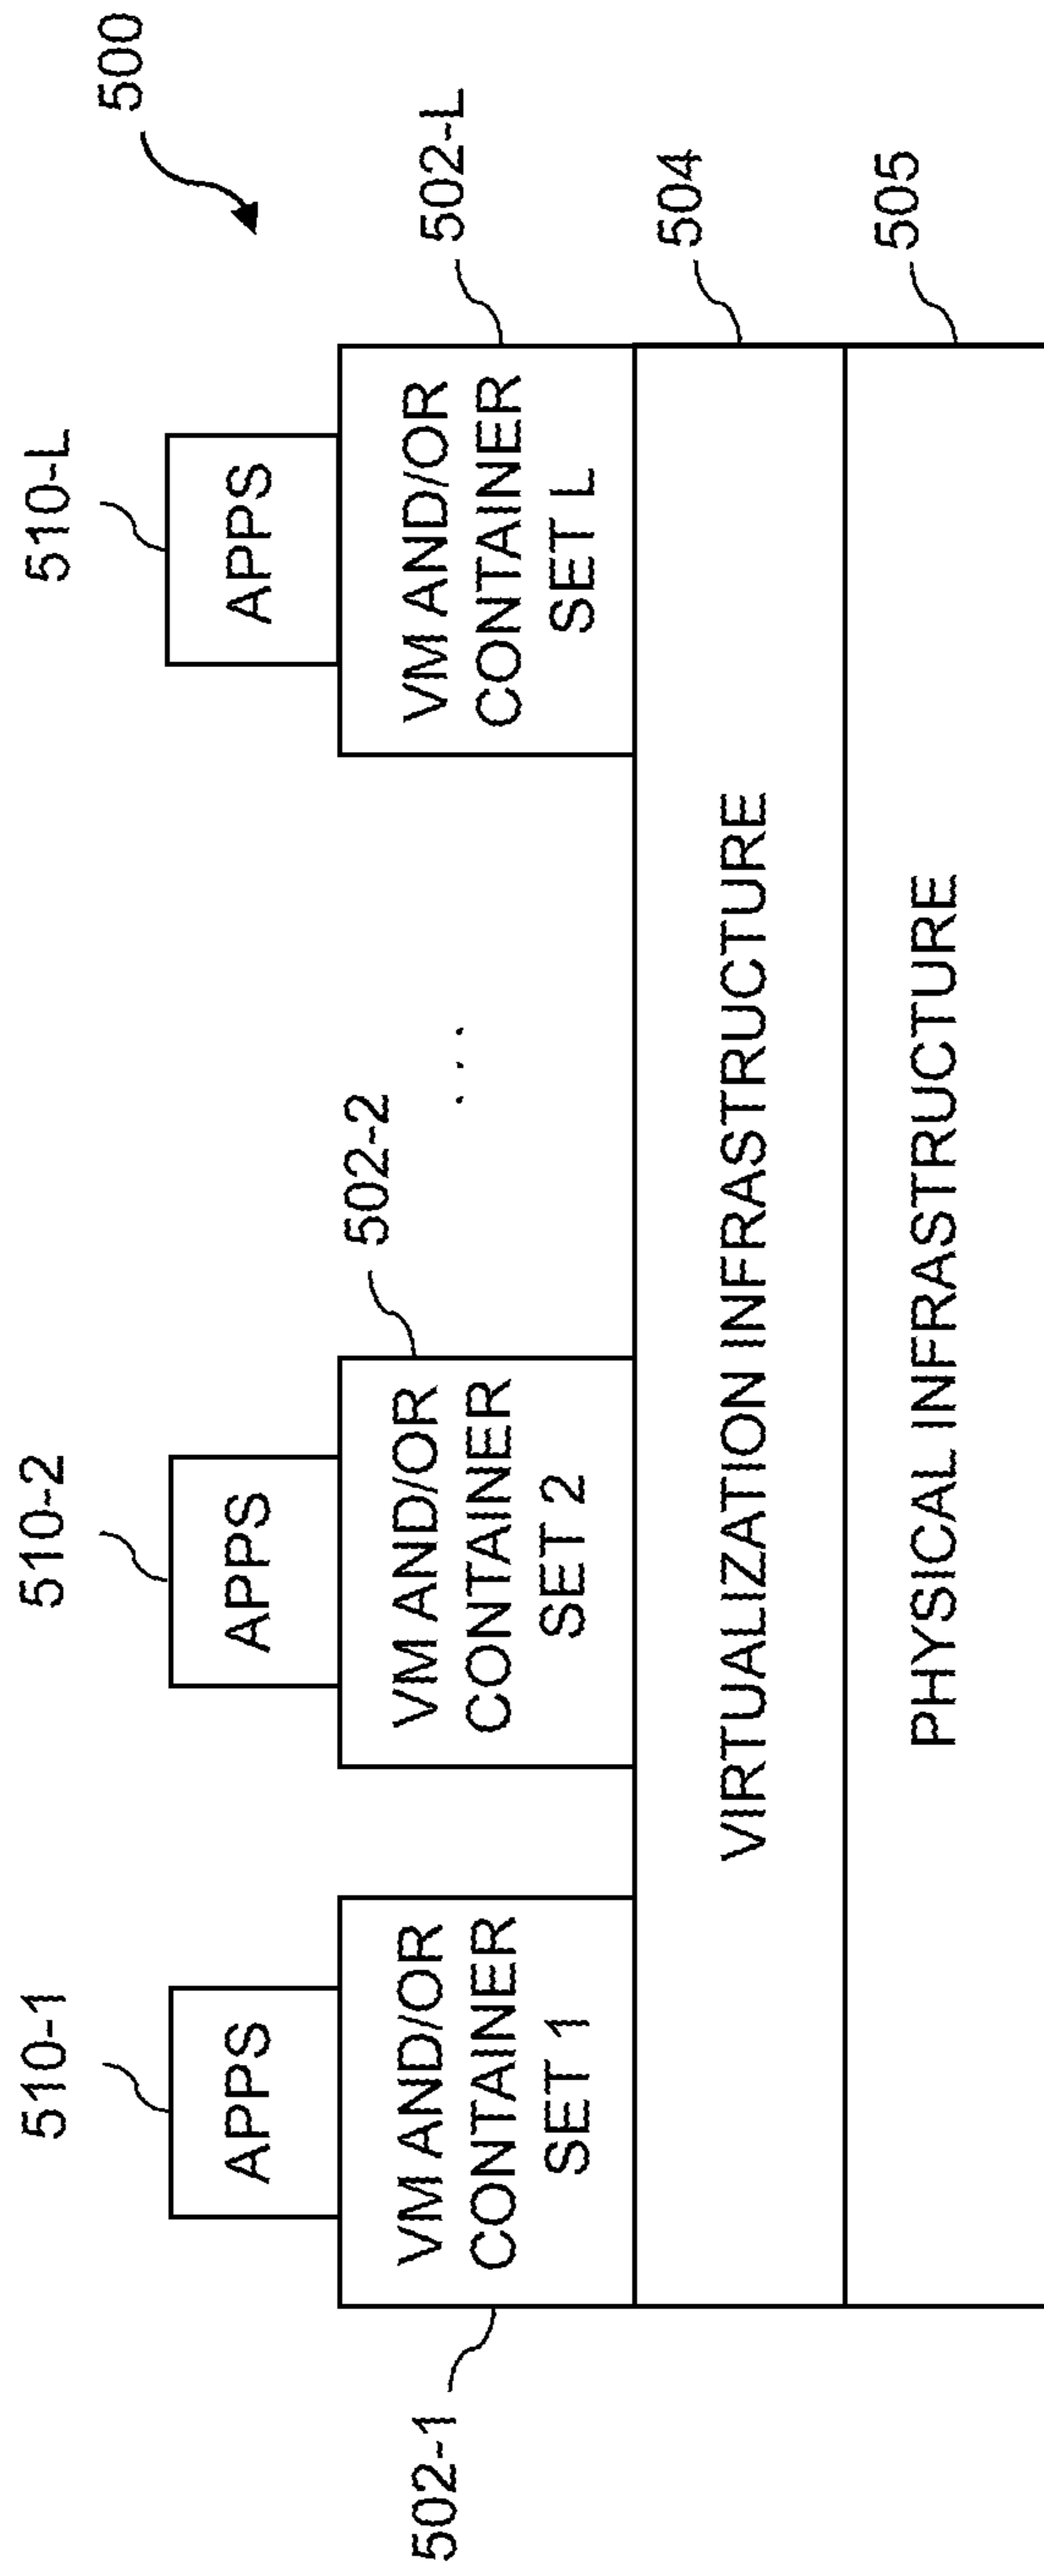 500
510-1
510-2
510-L
APPS
APPS
APPS
502-1
VM AND/OR
CONTAINER
SET 1
VM AND/OR
CONTAINER
SET 2
502-2
. . .
VM AND/OR
CONTAINER
SET L
502-L
VIRTUALIZATION INFRASTRUCTURE
504
PHYSICAL INFRASTRUCTURE
505